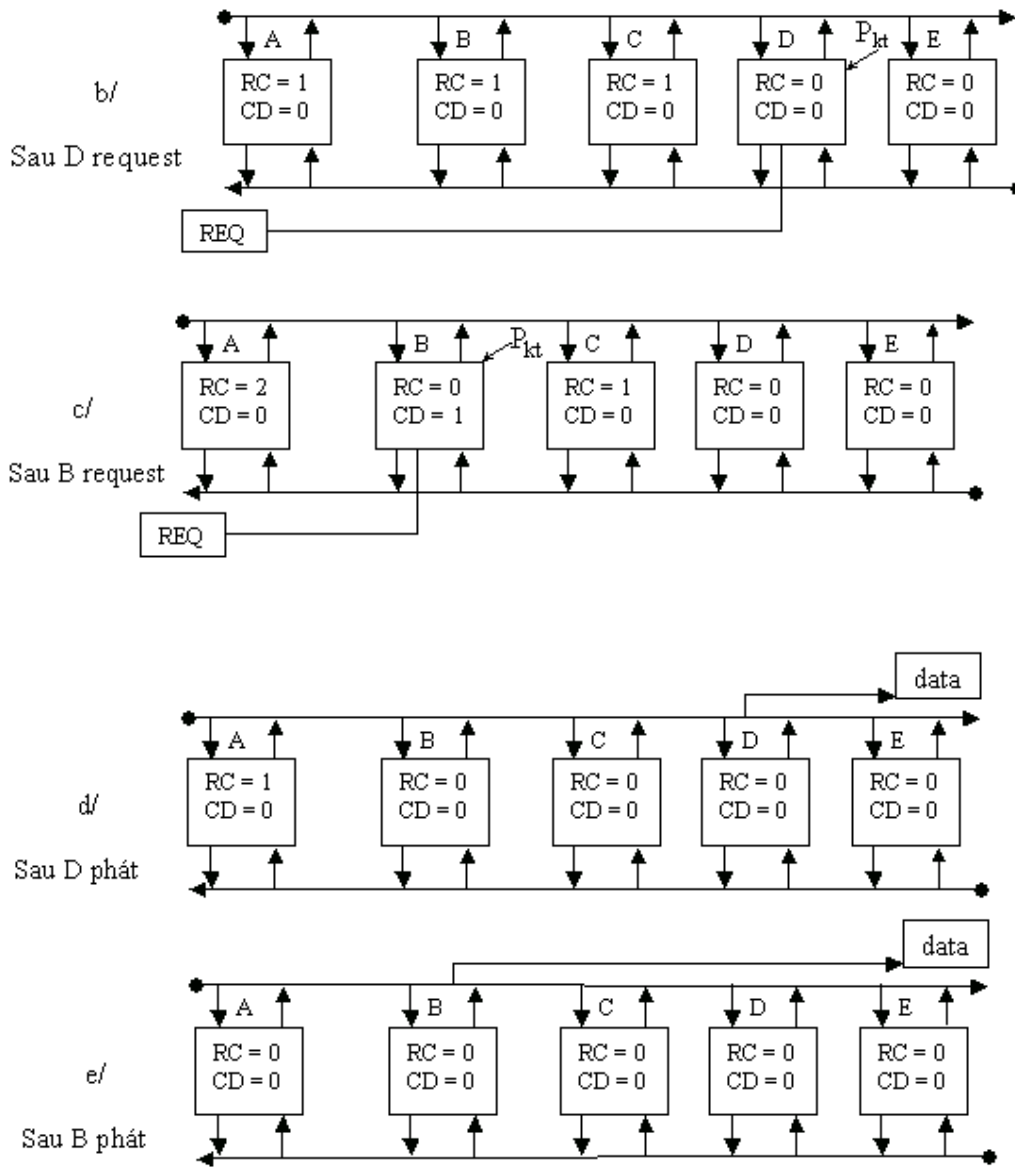 A B C D P_kt E
RC = 1 RC = 1 RC = 1 RC = 0 RC = 0
b/
CD = 0 CD = 0 CD = 0 CD = 0 CD = 0
Sau D request
REQ
A B P_kt C D E
RC = 2 RC = 0 RC = 1 RC = 0 RC = 0
c/
CD = 0 CD = 1 CD = 0 CD = 0 CD = 0
Sau B request
REQ
data
A B C D E
RC = 1 RC = 0 RC = 0 RC = 0 RC = 0
d/
CD = 0 CD = 0 CD = 0 CD = 0 CD = 0
Sau D phát
data
A B C D E
RC = 0 RC = 0 RC = 0 RC = 0 RC = 0
e/
CD = 0 CD = 0 CD = 0 CD = 0 CD = 0
Sau B phát